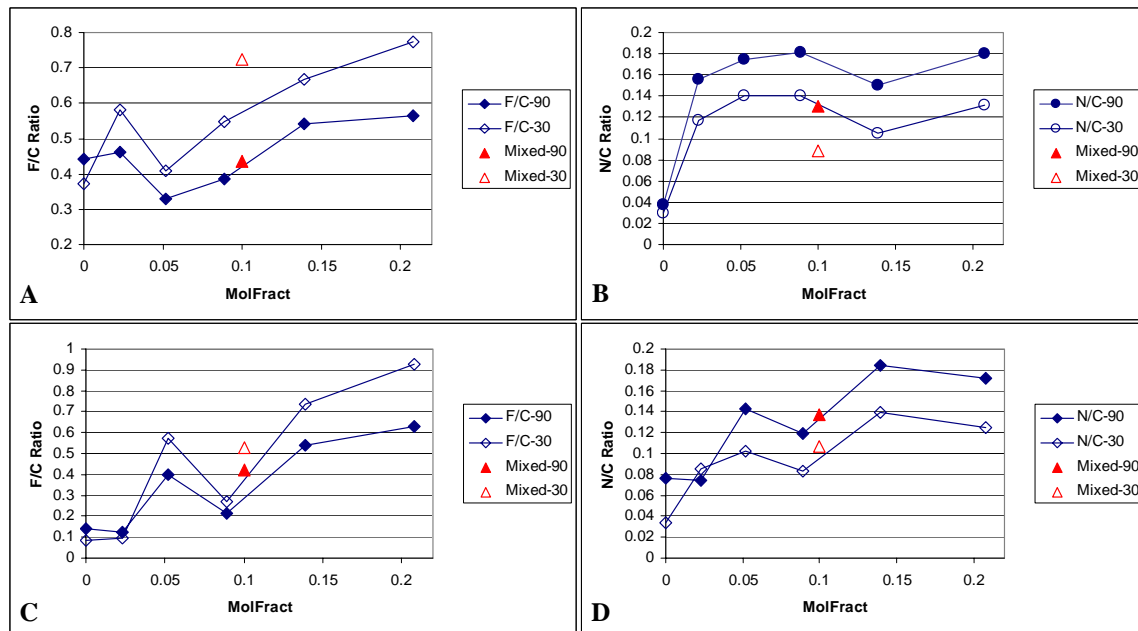 0.8
0.7
0.6
0.5
0.4
0.3
0.2
F/C Ratio
0 0.05 0.1 0.15 0.2
MolFract
F/C-90
F/C-30
Mixed-90
Mixed-30
A
0.2
0.18
0.16
0.14
0.12
0.1
0.08
0.06
0.04
0.02
0
N/C Ratio
0 0.05 0.1 0.15 0.2
MolFract
N/C-90
N/C-30
Mixed-90
Mixed-30
B
1
0.9
0.8
0.7
0.6
0.5
0.4
0.3
0.2
0.1
0
F/C Ratio
0 0.05 0.1 0.15 0.2
MolFract
F/C-90
F/C-30
Mixed-90
Mixed-30
C
0.2
0.18
0.16
0.14
0.12
0.1
0.08
0.06
0.04
0.02
0
N/C Ratio
0 0.05 0.1 0.15 0.2
MolFract
N/C-90
N/C-30
Mixed-90
Mixed-30
D